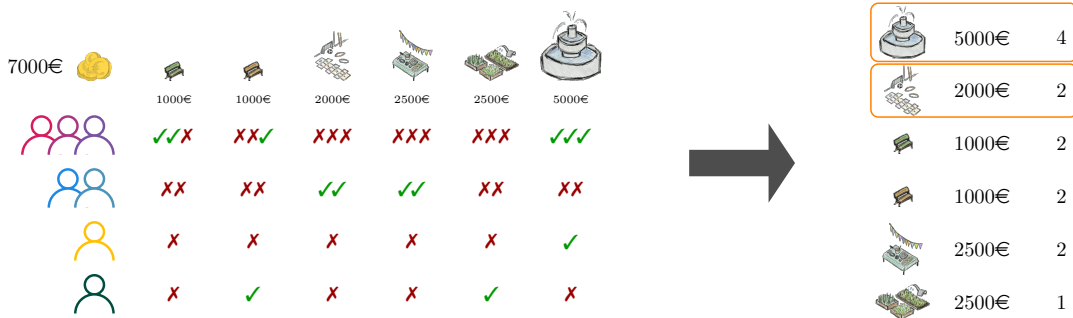 7000€
1000€ 1000€ 2000€ 2500€ 2500€ 5000€
✓✓✗ ✗✗✓ ✗✗✗ ✗✗✗ ✗✗✗ ✓✓✓
✗✗ ✗✗ ✓✓ ✓✓ ✗✗ ✗✗
✗ ✗ ✗ ✗ ✗ ✓
✗ ✓ ✗ ✗ ✓ ✗
5000€ 4
2000€ 2
1000€ 2
1000€ 2
2500€ 2
2500€ 1